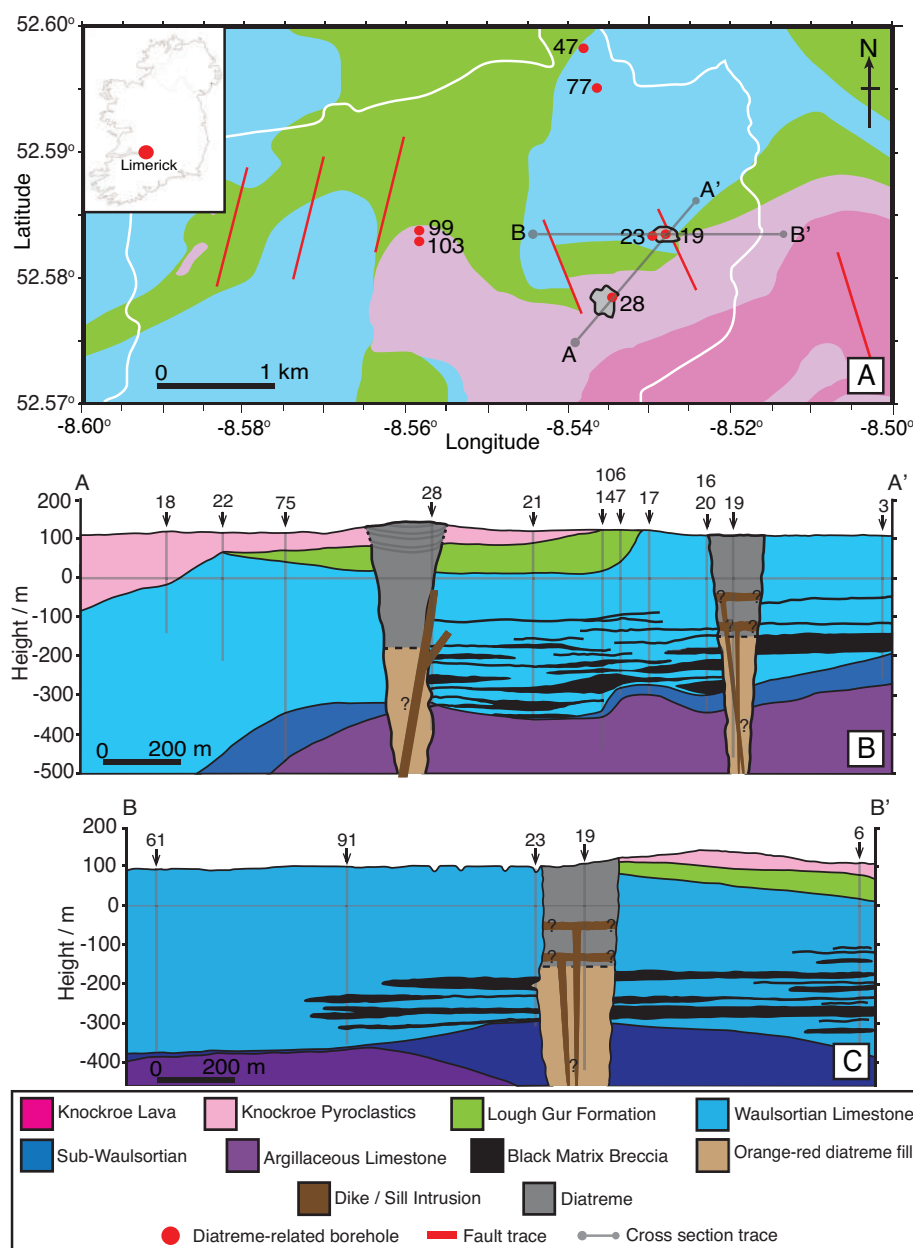 52.60°
52.59°
52.58°
52.57°
Latitude
Limerick
47
77
N
99
103
A'
B
23
19
B'
28
A
0 1 km
A
-8.60° -8.58° -8.56° -8.54° -8.52° -8.50°
Longitude
A A'
200
100
0
-100
-200
-300
-400
-500
Height / m
18 22 75 28 21 106 147 17 16 20 19 3
? ?
? ?
?
?
0 200 m
B
B B'
200
100
0
-100
-200
-300
-400
Height / m
61 91 23 19 6
? ?
? ?
?
0 200 m
C
Knockroe Lava Knockroe Pyroclastics Lough Gur Formation Waulsortian Limestone
Sub-Waulsortian Argillaceous Limestone Black Matrix Breccia Orange-red diatreme fill
Dike / Sill Intrusion Diatreme
Diatreme-related borehole Fault trace Cross section trace